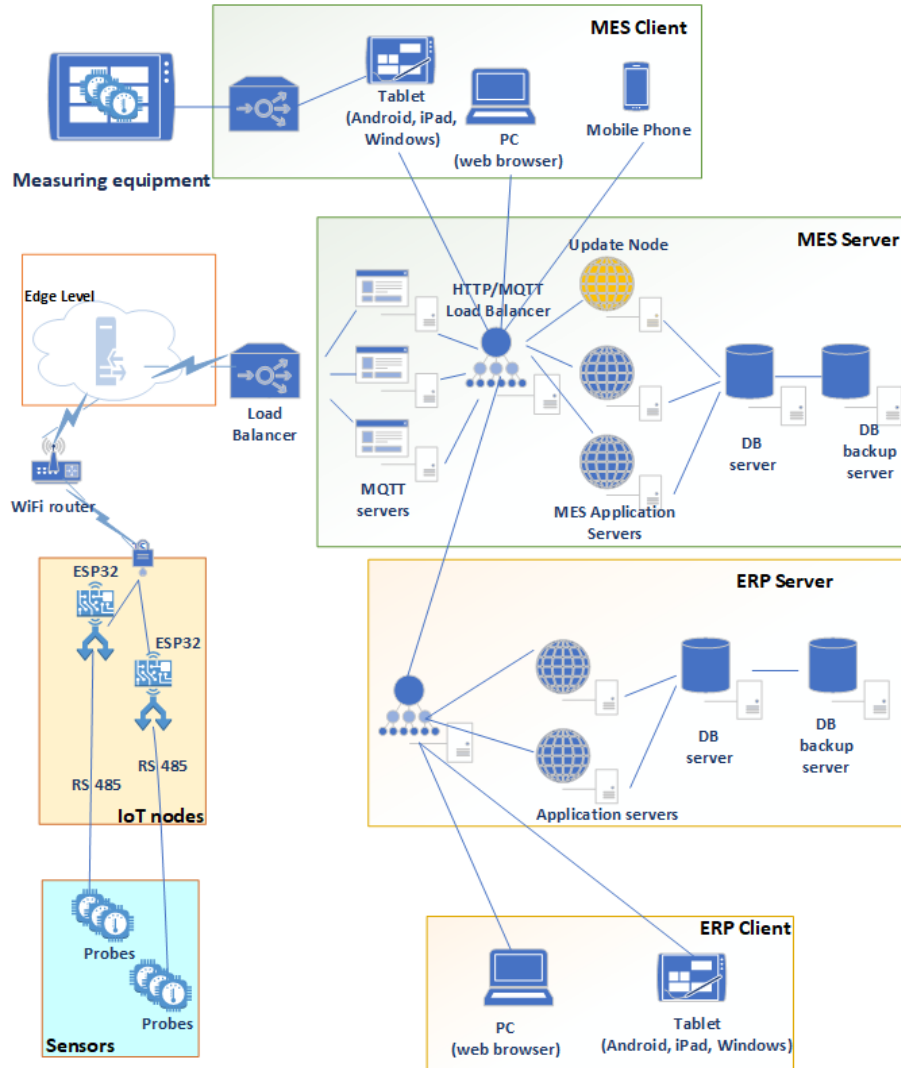 MES Client
Tablet
(Android, iPad,
Windows)
PC
(web browser)
Mobile Phone
Measuring equipment
MES Server
Update Node
HTTP/MQTT
Load Balancer
Edge Level
Load
Balancer
WiFi router
MQTT
servers
MES Application
Servers
DB
server
DB
backup
server
ESP32
ESP32
RS 485
RS 485
IoT nodes
ERP Server
DB
server
DB
backup
server
Application servers
Probes
Probes
Sensors
ERP Client
PC
(web browser)
Tablet
(Android, iPad, Windows)